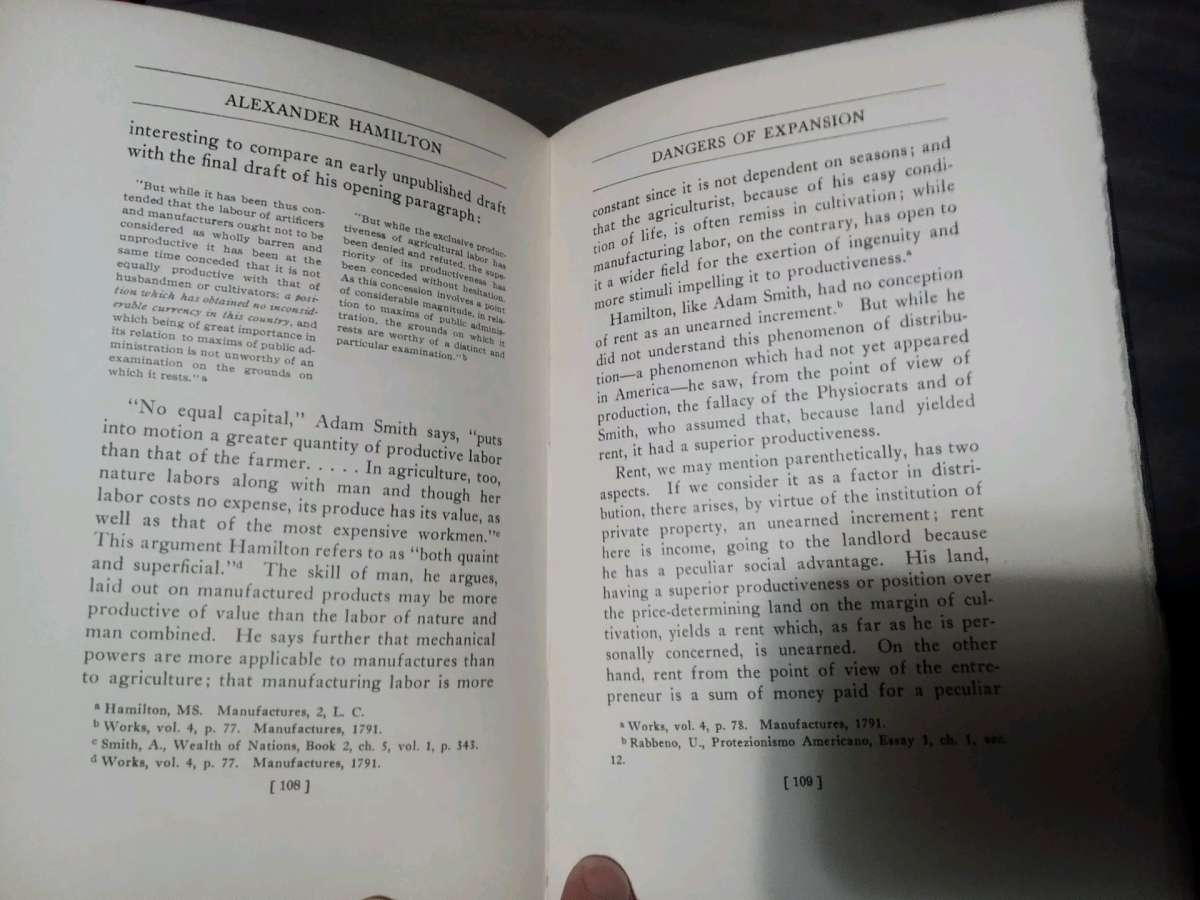 ALEXANDER HAMILTON
interesting to compare an early unpublished draft
with the final draft of his opening paragraph:
"But while it has been thus con-
tended that the labour of artificers
and manufacturers ought not to be
considered as wholly barren and
unproductive it has been at the
same time conceded that it is not
equally productive with that of
husbandmen or cultivators: a posi-
tion which has obtained no inconsid-
erable currency in this country, and
which being of great importance in
its relation to maxims of public ad-
ministration is not unworthy of an
examination on the grounds on
which it rests." a
"But while the exclusive produc-
tiveness of agricultural labor has
been denied and refuted, the supe-
riority of its productiveness has
been conceded without hesitation.
As this concession involves a point
of considerable magnitude, in rela-
tion to maxims of public adminis-
tration, the grounds on which it
rests are worthy of a distinct and
particular examination." b
"No equal capital," Adam Smith says, "puts
into motion a greater quantity of productive labor
than that of the farmer. . . . . In agriculture, too,
nature labors along with man and though her
labor costs no expense, its produce has its value, as
well as that of the most expensive workmen."c
This argument Hamilton refers to as "both quaint
and superficial."d The skill of man, he argues,
laid out on manufactured products may be more
productive of value than the labor of nature and
man combined. He says further that mechanical
powers are more applicable to manufactures than
to agriculture; that manufacturing labor is more
a Hamilton, MS. Manufactures, 2, L. C.
b Works, vol. 4, p. 77. Manufactures, 1791.
c Smith, A., Wealth of Nations, Book 2, ch. 5, vol. 1, p. 343.
d Works, vol. 4, p. 77. Manufactures, 1791.
[ 108 ]
DANGERS OF EXPANSION
constant since it is not dependent on seasons; and
that the agriculturist, because of his easy condi-
tion of life, is often remiss in cultivation; while
manufacturing labor, on the contrary, has open to
it a wider field for the exertion of ingenuity and
more stimuli impelling it to productiveness.a
Hamilton, like Adam Smith, had no conception
of rent as an unearned increment.b But while he
did not understand this phenomenon of distribu-
tion—a phenomenon which had not yet appeared
in America—he saw, from the point of view of
production, the fallacy of the Physiocrats and of
Smith, who assumed that, because land yielded
rent, it had a superior productiveness.
Rent, we may mention parenthetically, has two
aspects. If we consider it as a factor in distri-
bution, there arises, by virtue of the institution of
private property, an unearned increment; rent
here is income, going to the landlord because
he has a peculiar social advantage. His land,
having a superior productiveness or position over
the price-determining land on the margin of cul-
tivation, yields a rent which, as far as he is per-
sonally concerned, is unearned. On the other
hand, rent from the point of view of the entre-
preneur is a sum of money paid for a peculiar
a Works, vol. 4, p. 78. Manufactures, 1791.
b Rabbeno, U., Protezionismo Americano, Essay 3, ch. 1, sec.
12.
[ 109 ]